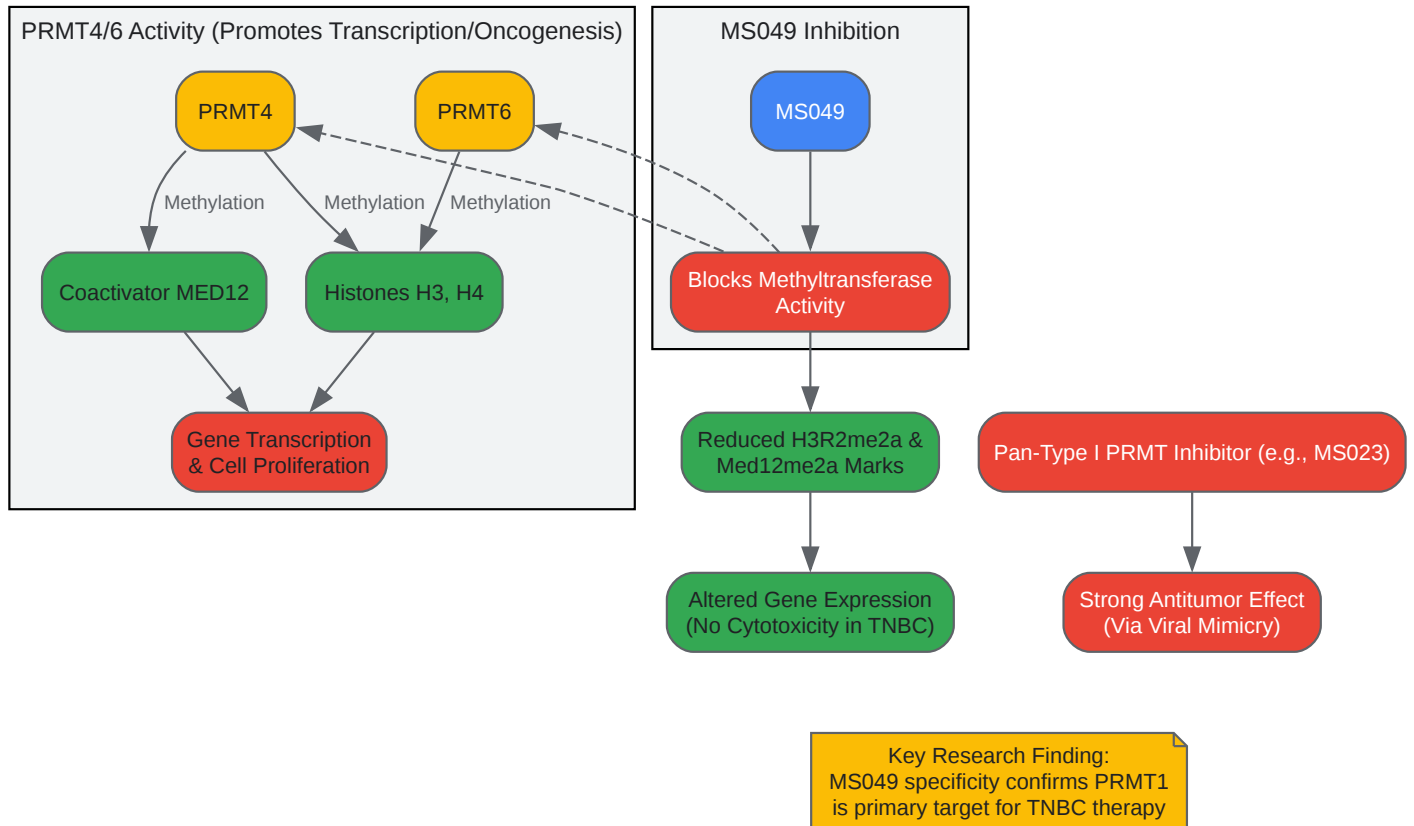 PRMT4/6 Activity (Promotes Transcription/Oncogenesis)
MS049 Inhibition
PRMT4
PRMT6
MS049
Methylation
Methylation
Methylation
Coactivator MED12
Histones H3, H4
Blocks Methyltransferase
Activity
Gene Transcription
& Cell Proliferation
Reduced H3R2me2a &
Med12me2a Marks
Pan-Type I PRMT Inhibitor (e.g., MS023)
Altered Gene Expression
(No Cytotoxicity in TNBC)
Strong Antitumor Effect
(Via Viral Mimicry)
Key Research Finding:
MS049 specificity confirms PRMT1
is primary target for TNBC therapy